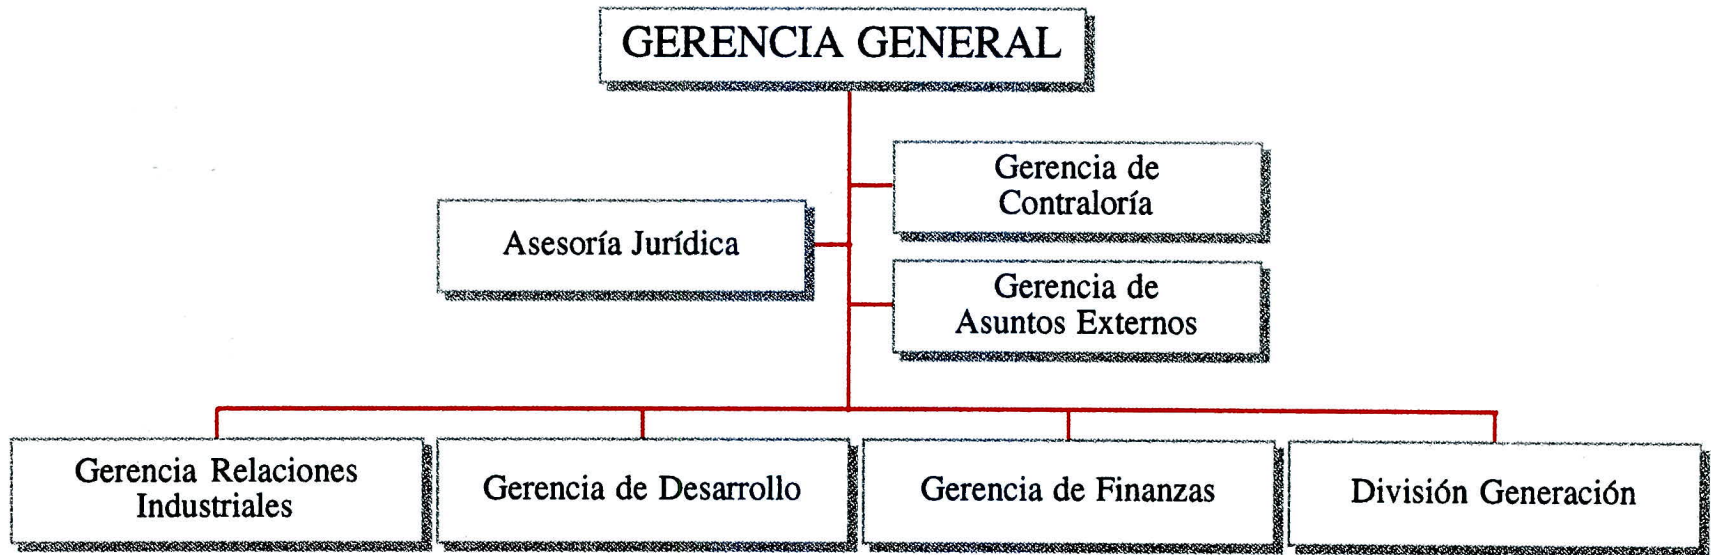 GERENCIA GENERAL
Gerencia de
Contraloría
Asesoría Jurídica
Gerencia de
Asuntos Externos
Gerencia Relaciones
Industriales
Gerencia de Desarrollo
Gerencia de Finanzas
División Generación